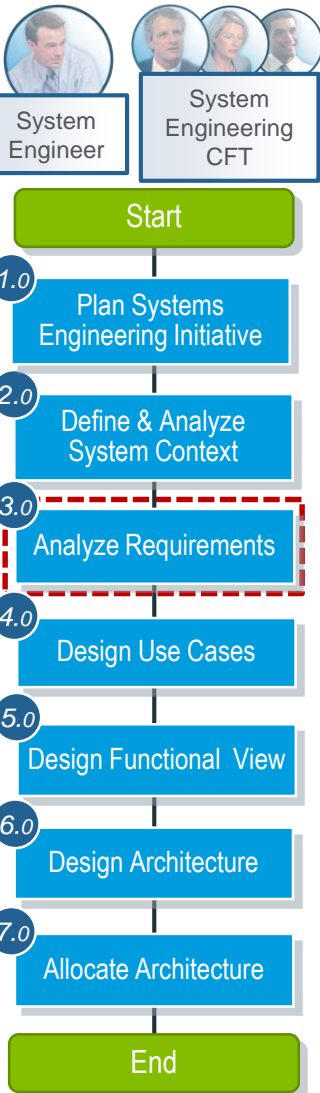 System
Engineer
System
Engineering
CFT
Start
1.0
Plan Systems
Engineering Initiative
2.0
Define & Analyze
System Context
3.0
Analyze Requirements
4.0
Design Use Cases
5.0
Design Functional View
6.0
Design Architecture
7.0
Allocate Architecture
End